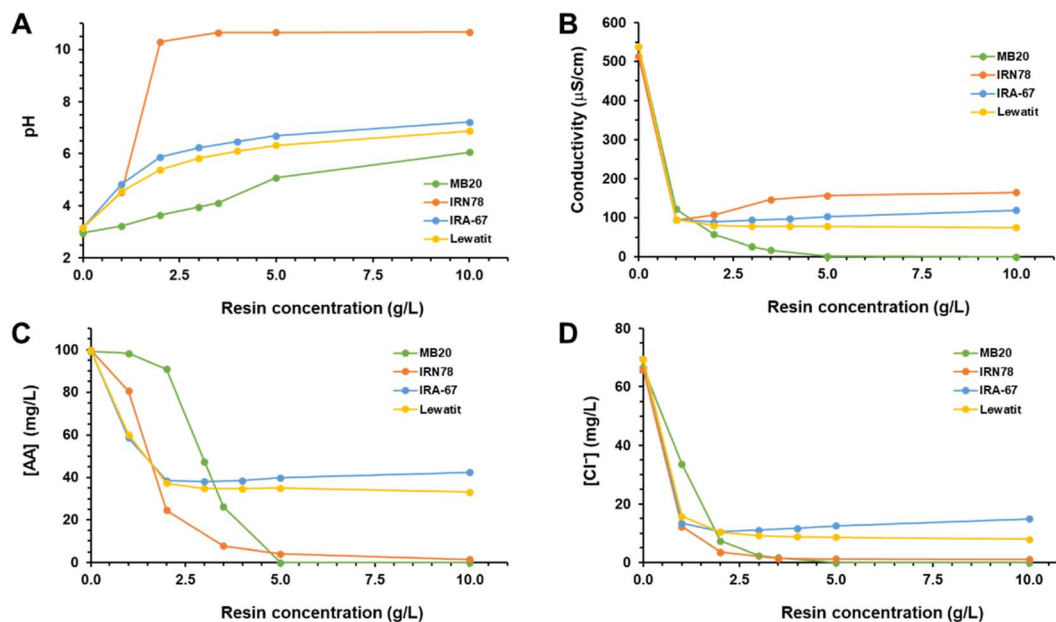 A
pH
10
8
6
4
2
0.0 2.5 5.0 7.5 10.0
Resin concentration (g/L)
MB20
IRN78
IRA-67
Lewatit
B
Conductivity (µS/cm)
600
500
400
300
200
100
0
0.0 2.5 5.0 7.5 10.0
Resin concentration (g/L)
MB20
IRN78
IRA-67
Lewatit
C
[AA] (mg/L)
100
80
60
40
20
0
0.0 2.5 5.0 7.5 10.0
Resin concentration (g/L)
MB20
IRN78
IRA-67
Lewatit
D
[Cl⁻] (mg/L)
80
60
40
20
0
0.0 2.5 5.0 7.5 10.0
Resin concentration (g/L)
MB20
IRN78
IRA-67
Lewatit